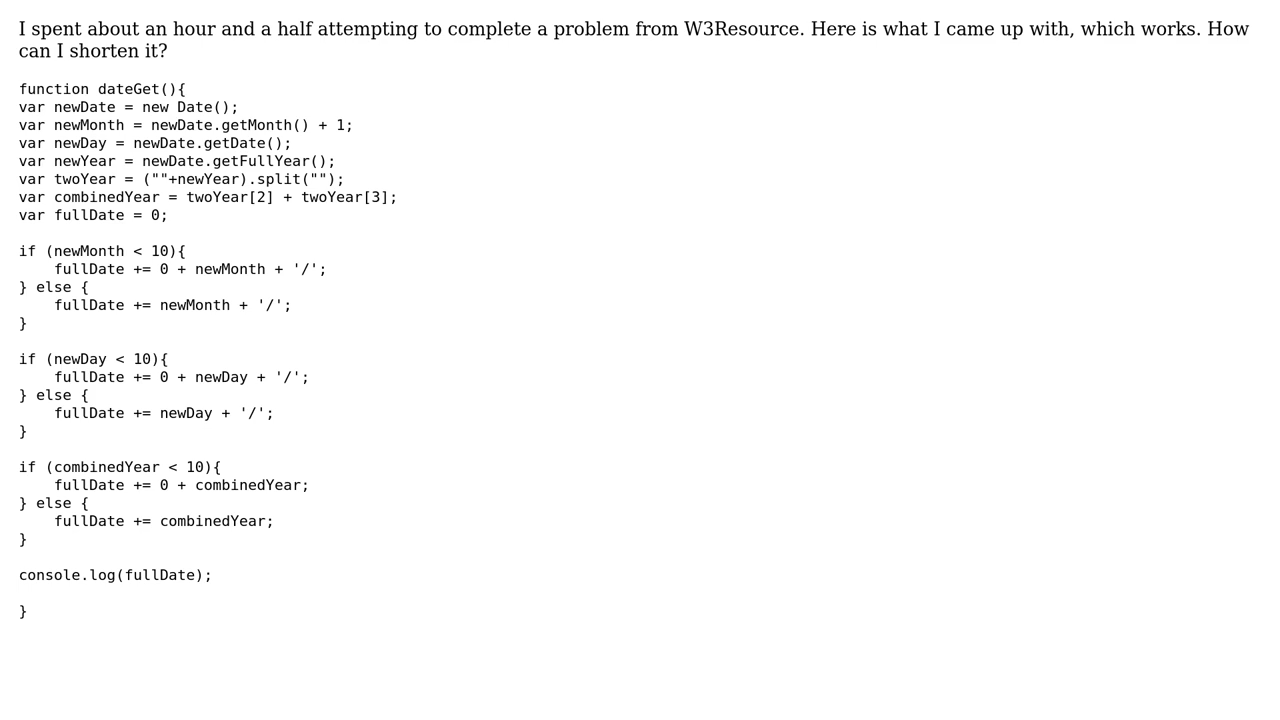 I spent about an hour and a half attempting to complete a problem from W3Resource. Here is what I came up with, which works. How
can I shorten it?
function dateGet(){
var newDate = new Date();
var newMonth = newDate.getMonth() + 1;
var newDay = newDate.getDate();
var newYear = newDate.getFullYear();
var twoYear = (""+newYear).split("");
var combinedYear = twoYear[2] + twoYear[3];
var fullDate = 0;

if (newMonth < 10){
    fullDate += 0 + newMonth + '/';
} else {
    fullDate += newMonth + '/';
}

if (newDay < 10){
    fullDate += 0 + newDay + '/';
} else {
    fullDate += newDay + '/';
}

if (combinedYear < 10){
    fullDate += 0 + combinedYear;
} else {
    fullDate += combinedYear;
}

console.log(fullDate);

}